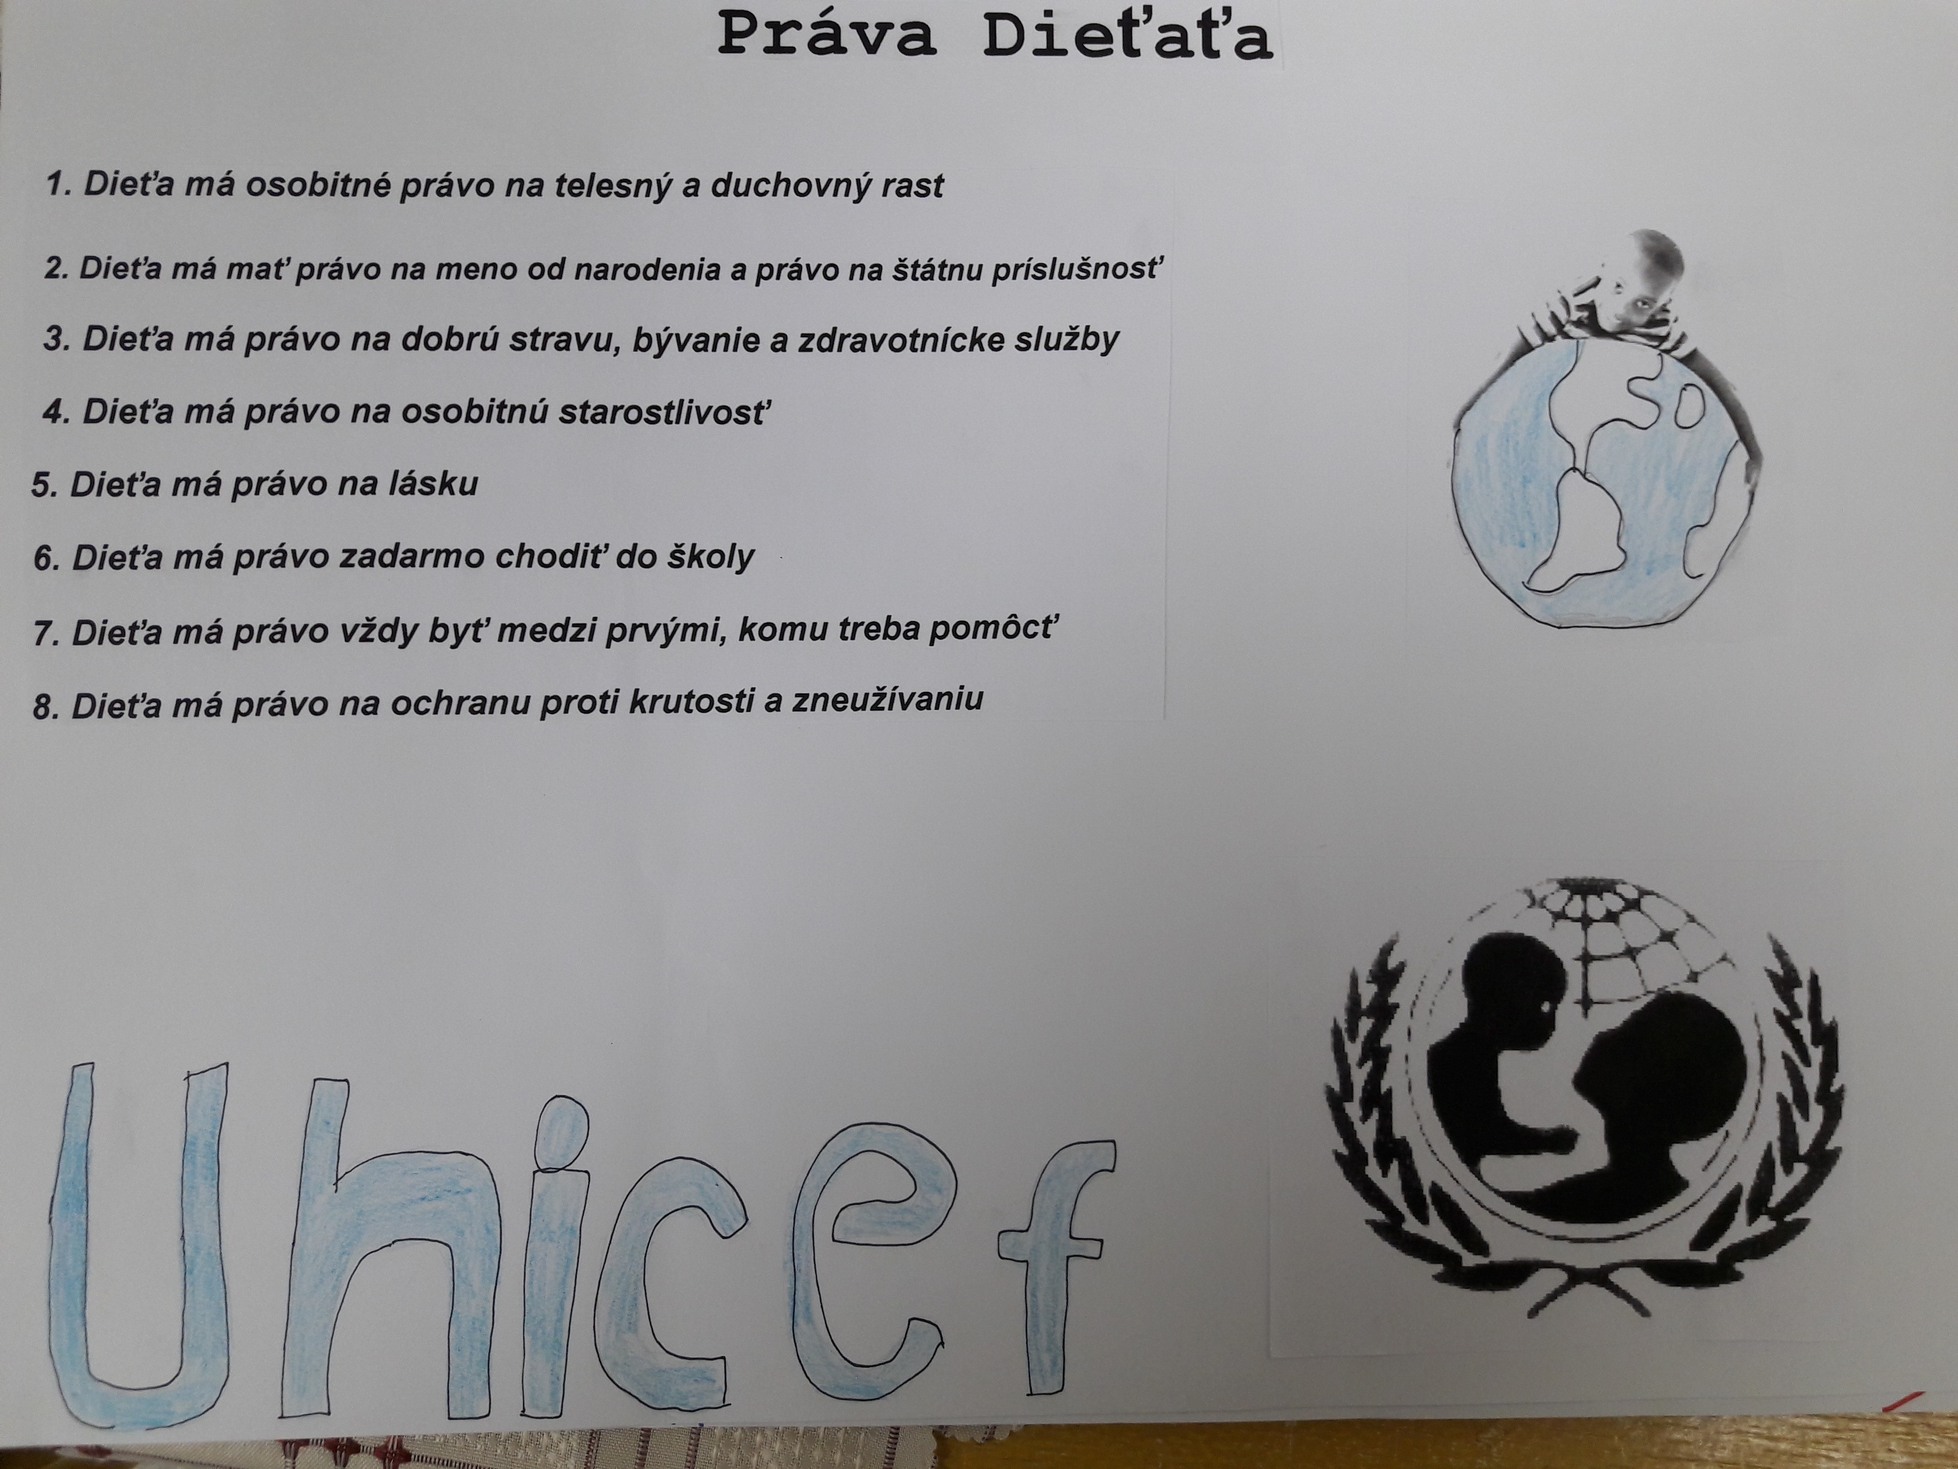 Práva Dieťaťa
1. Dieťa má osobitné právo na telesný a duchovný rast
2. Dieťa má mať právo na meno od narodenia a právo na štátnu príslušnosť
3. Dieťa má právo na dobrú stravu, bývanie a zdravotnícke služby
4. Dieťa má právo na osobitnú starostlivosť
5. Dieťa má právo na lásku
6. Dieťa má právo zadarmo chodiť do školy
7. Dieťa má právo vždy byť medzi prvými, komu treba pomôcť
8. Dieťa má právo na ochranu proti krutosti a zneužívaniu
Unicef